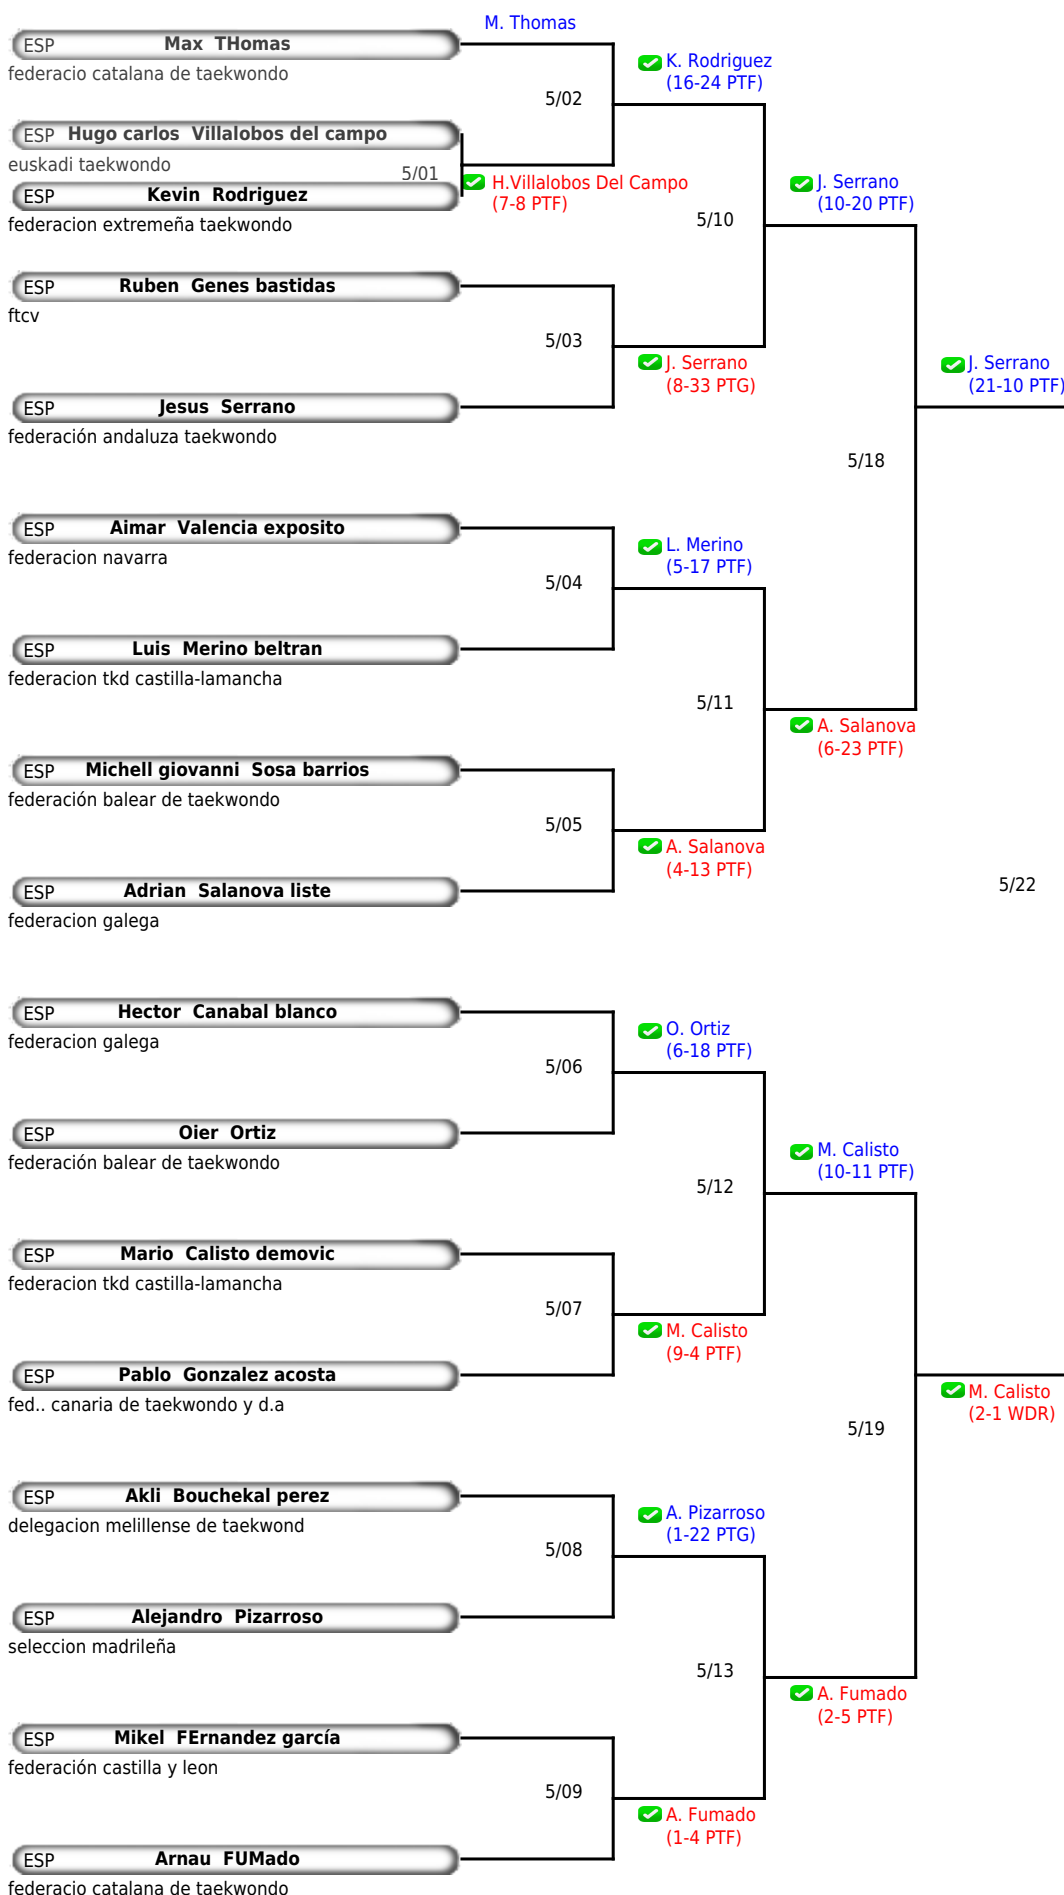 M. Thomas
ESP Max THomas
federacio catalana de taekwondo
K. Rodriguez
(16-24 PTF)
5/02
ESP Hugo carlos Villalobos del campo
euskadi taekwondo
5/01
H.Villalobos Del Campo
(7-8 PTF)
ESP Kevin Rodriguez
federacion extremeña taekwondo
J. Serrano
(10-20 PTF)
5/10
ESP Ruben Genes bastidas
ftcv
5/03
J. Serrano
(8-33 PTG)
J. Serrano
(21-10 PTF)
ESP Jesus Serrano
federación andaluza taekwondo
5/18
ESP Aimar Valencia exposito
federacion navarra
L. Merino
(5-17 PTF)
5/04
ESP Luis Merino beltran
federacion tkd castilla-lamancha
5/11
A. Salanova
(6-23 PTF)
ESP Michell giovanni Sosa barrios
federación balear de taekwondo
5/05
A. Salanova
(4-13 PTF)
ESP Adrian Salanova liste
federacion galega
5/22
ESP Hector Canabal blanco
federacion galega
O. Ortiz
(6-18 PTF)
5/06
ESP Oier Ortiz
federación balear de taekwondo
M. Calisto
(10-11 PTF)
5/12
ESP Mario Calisto demovic
federacion tkd castilla-lamancha
5/07
M. Calisto
(9-4 PTF)
ESP Pablo Gonzalez acosta
fed.. canaria de taekwondo y d.a
M. Calisto
(2-1 WDR)
5/19
ESP Akli Bouchekal perez
delegacion melillense de taekwond
A. Pizarroso
(1-22 PTG)
5/08
ESP Alejandro Pizarroso
seleccion madrileña
5/13
A. Fumado
(2-5 PTF)
ESP Mikel FErnandez garcía
federación castilla y leon
5/09
A. Fumado
(1-4 PTF)
ESP Arnau FUMado
federacio catalana de taekwondo